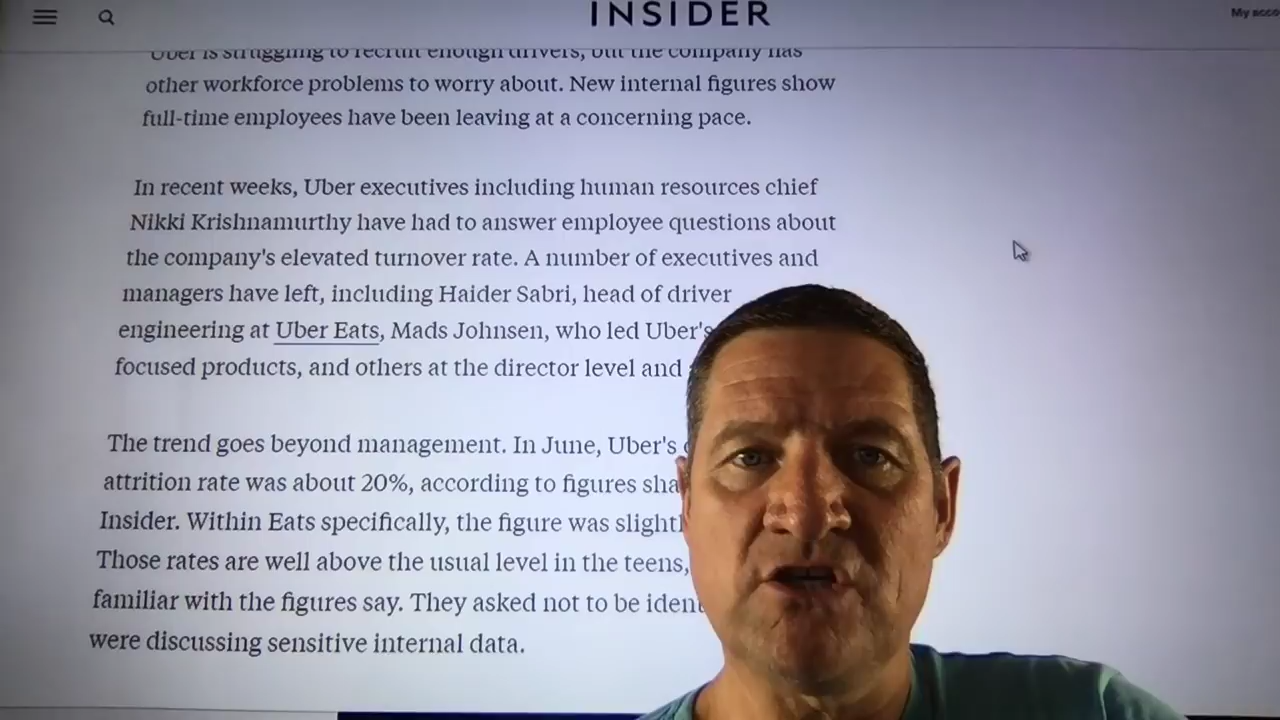 INSIDER
My acco
Uber is struggling to recruit enough drivers, but the company has
other workforce problems to worry about. New internal figures show
full-time employees have been leaving at a concerning pace.
In recent weeks, Uber executives including human resources chief
Nikki Krishnamurthy have had to answer employee questions about
the company's elevated turnover rate. A number of executives and
managers have left, including Haider Sabri, head of driver
engineering at Uber Eats, Mads Johnsen, who led Uber's
focused products, and others at the director level and
The trend goes beyond management. In June, Uber's
attrition rate was about 20%, according to figures sha
Insider. Within Eats specifically, the figure was slightl
Those rates are well above the usual level in the teens,
familiar with the figures say. They asked not to be ident
were discussing sensitive internal data.